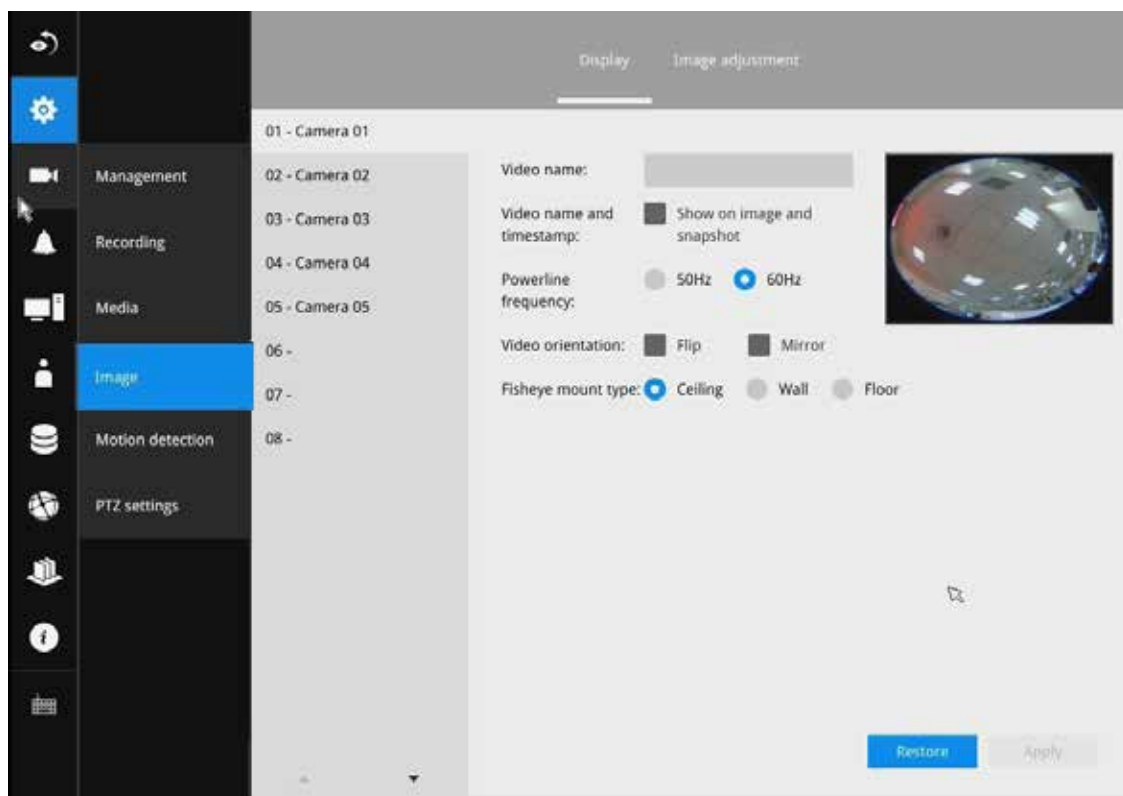 Display Image adjustment
01 - Camera 01
Management
Recording
Media
Image
Motion detection
PTZ settings
02 - Camera 02
03 - Camera 03
04 - Camera 04
05 - Camera 05
06 -
07 -
08 -
Video name:
Video name and
timestamp:
Show on image and
snapshot
Powerline
frequency:
50Hz 60Hz
Video orientation: Flip Mirror
Fisheye mount type: Ceiling Wall Floor
Restore Apply